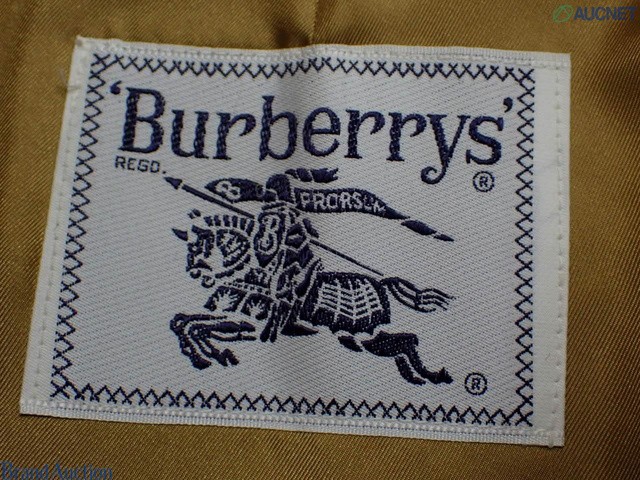 AUCNET
'Burberrys'
REGD.
®
B PRORSUM
B
®
Brand Auction